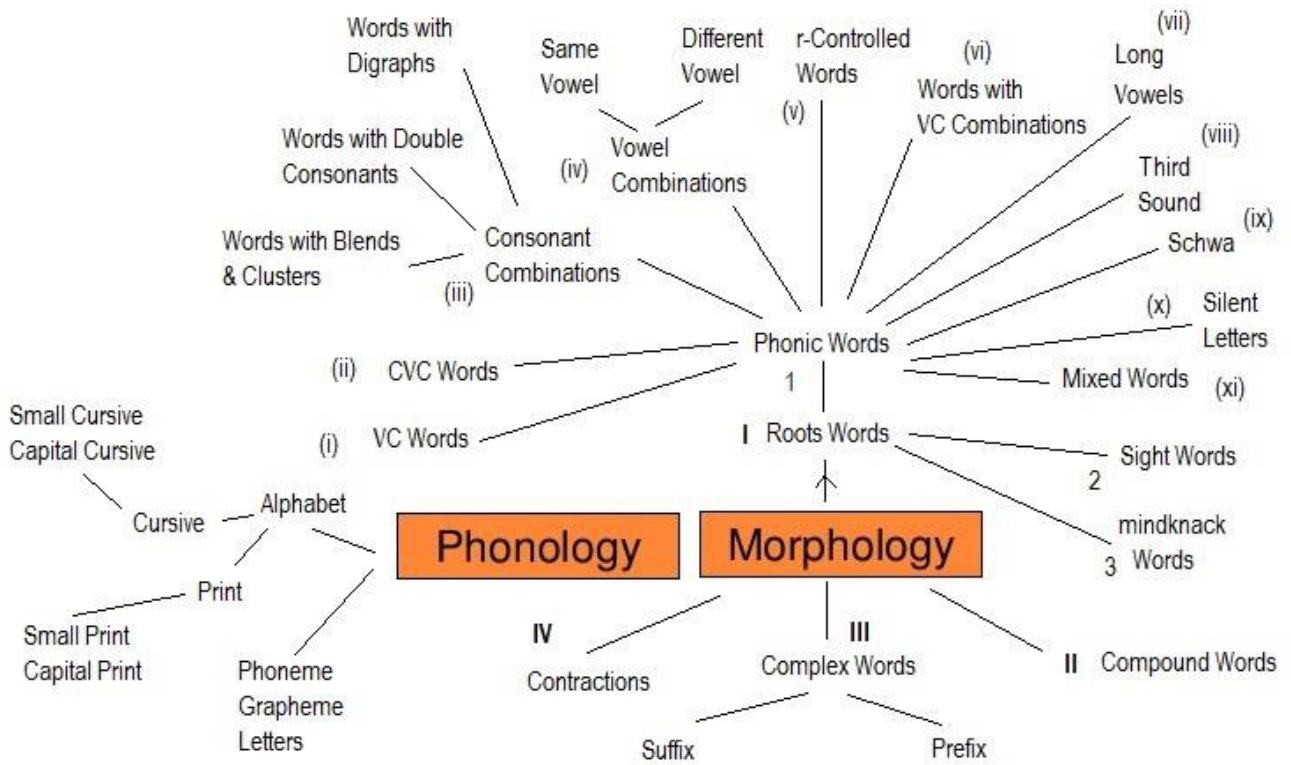 Words with
Digraphs
Same
Vowel
Different
Vowel
r-Controlled
Words
(v)
(vi)
Words with
VC Combinations
(vii)
Long
Vowels
Words with Double
Consonants
(iv)
Vowel
Combinations
(viii)
Third
Sound
(ix)
Schwa
Words with Blends
& Clusters
Consonant
Combinations
(iii)
(x)
Silent
Letters
Phonic Words
1
(ii)
CVC Words
Mixed Words
(xi)
Small Cursive
Capital Cursive
(i)
VC Words
I Roots Words
Sight Words
2
Cursive
Alphabet
Phonology
Morphology
mindknack
Words
3
Print
Small Print
Capital Print
Phoneme
Grapheme
Letters
IV
Contractions
III
Complex Words
II Compound Words
Suffix
Prefix